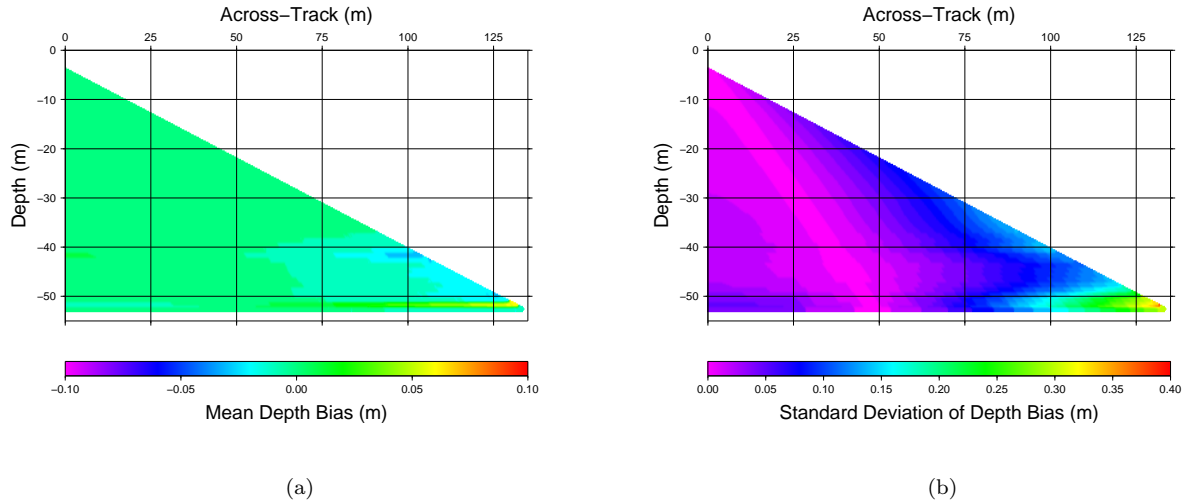 Across−Track (m)
0 25 50 75 100 125
0
−10
−20
−30
−40
−50
Depth (m)
−0.10 −0.05 0.00 0.05 0.10
Mean Depth Bias (m)
(a)
Across−Track (m)
0 25 50 75 100 125
0
−10
−20
−30
−40
−50
Depth (m)
0.00 0.05 0.10 0.15 0.20 0.25 0.30 0.35 0.40
Standard Deviation of Depth Bias (m)
(b)